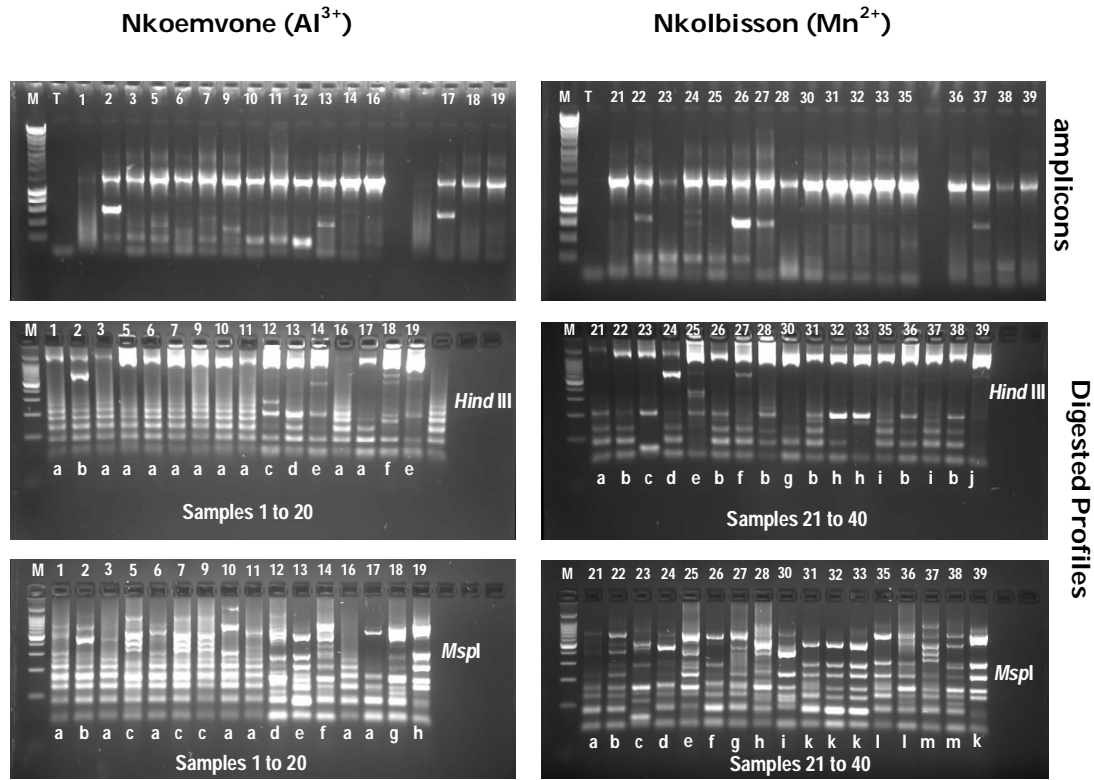 Nkoemvone (Al³⁺)
Nkolbisson (Mn²⁺)
M T 1 2 3 5 6 7 9 10 11 12 13 14 16 17 18 19
M T 21 22 23 24 25 26 27 28 30 31 32 33 35 36 37 38 39
amplicons
M 1 2 3 5 6 7 9 10 11 12 13 14 16 17 18 19
Hind III
a b a a a a a a a c d e a a f e
Samples 1 to 20
M 21 22 23 24 25 26 27 28 30 31 32 33 35 36 37 38 39
Hind III
a b c d e b f b g b h h i b i b j
Samples 21 to 40
Digested Profiles
M 1 2 3 5 6 7 9 10 11 12 13 14 16 17 18 19
MspI
a b a c a c c a a d e f a a g h
Samples 1 to 20
M 21 22 23 24 25 26 27 28 30 31 32 33 35 36 37 38 39
MspI
a b c d e f g h i k k k l l m m k
Samples 21 to 40